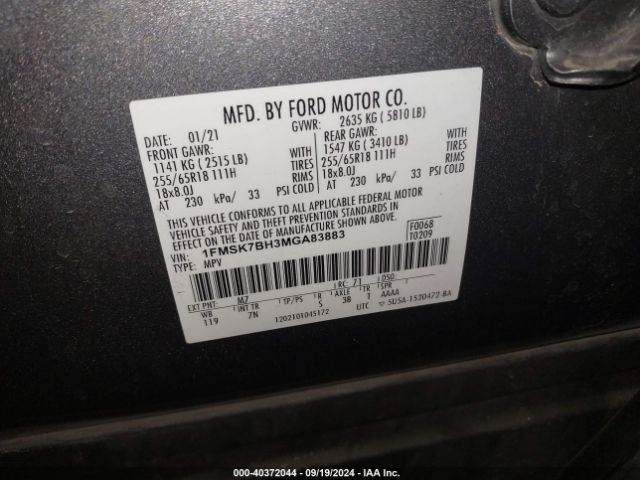 MFD. BY FORD MOTOR CO.
DATE: 01/21 GVWR: 2635 KG ( 5810 LB)
FRONT GAWR: REAR GAWR:
1141 KG ( 2515 LB) WITH 1547 KG ( 3410 LB) WITH
255/65R18 111H TIRES 255/65R18 111H TIRES
18x8.0J RIMS 18x8.0J RIMS
AT 230 kPa/ 33 PSI COLD AT 230 kPa/ 33 PSI COLD
THIS VEHICLE CONFORMS TO ALL APPLICABLE FEDERAL MOTOR
VEHICLE SAFETY AND THEFT PREVENTION STANDARDS IN
EFFECT ON THE DATE OF MANUFACTURE SHOWN ABOVE.
VIN: 1FMSK7BH3MGA83883 F0068
TYPE: MPV T0209
EXT PNT: M7 RC: 71 DSO:
WB INT TR TP/PS R AXLE TR SPR
119 7N S 38 T AAAA
1202101045172 UTC 5U5A-1520472-BA
000-40372044 - 09/19/2024 - IAA Inc.